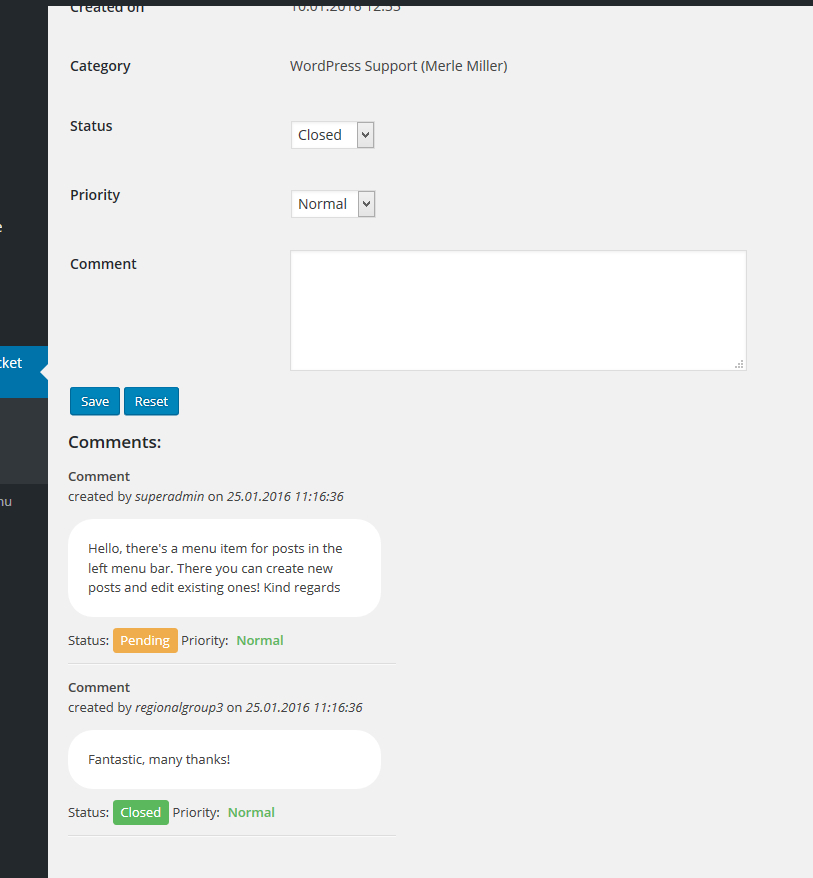 Created on 10.01.2016 12:55
Category WordPress Support (Merle Miller)
Status Closed
Priority Normal
Comment
Save Reset
Comments:
Comment
created by superadmin on 25.01.2016 11:16:36
Hello, there's a menu item for posts in the
left menu bar. There you can create new
posts and edit existing ones! Kind regards
Status: Pending Priority: Normal
Comment
created by regionalgroup3 on 25.01.2016 11:16:36
Fantastic, many thanks!
Status: Closed Priority: Normal